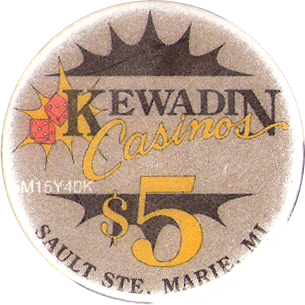 KEWADIN
Casinos
SM15Y40K
$5
SAULT STE. MARIE, MI